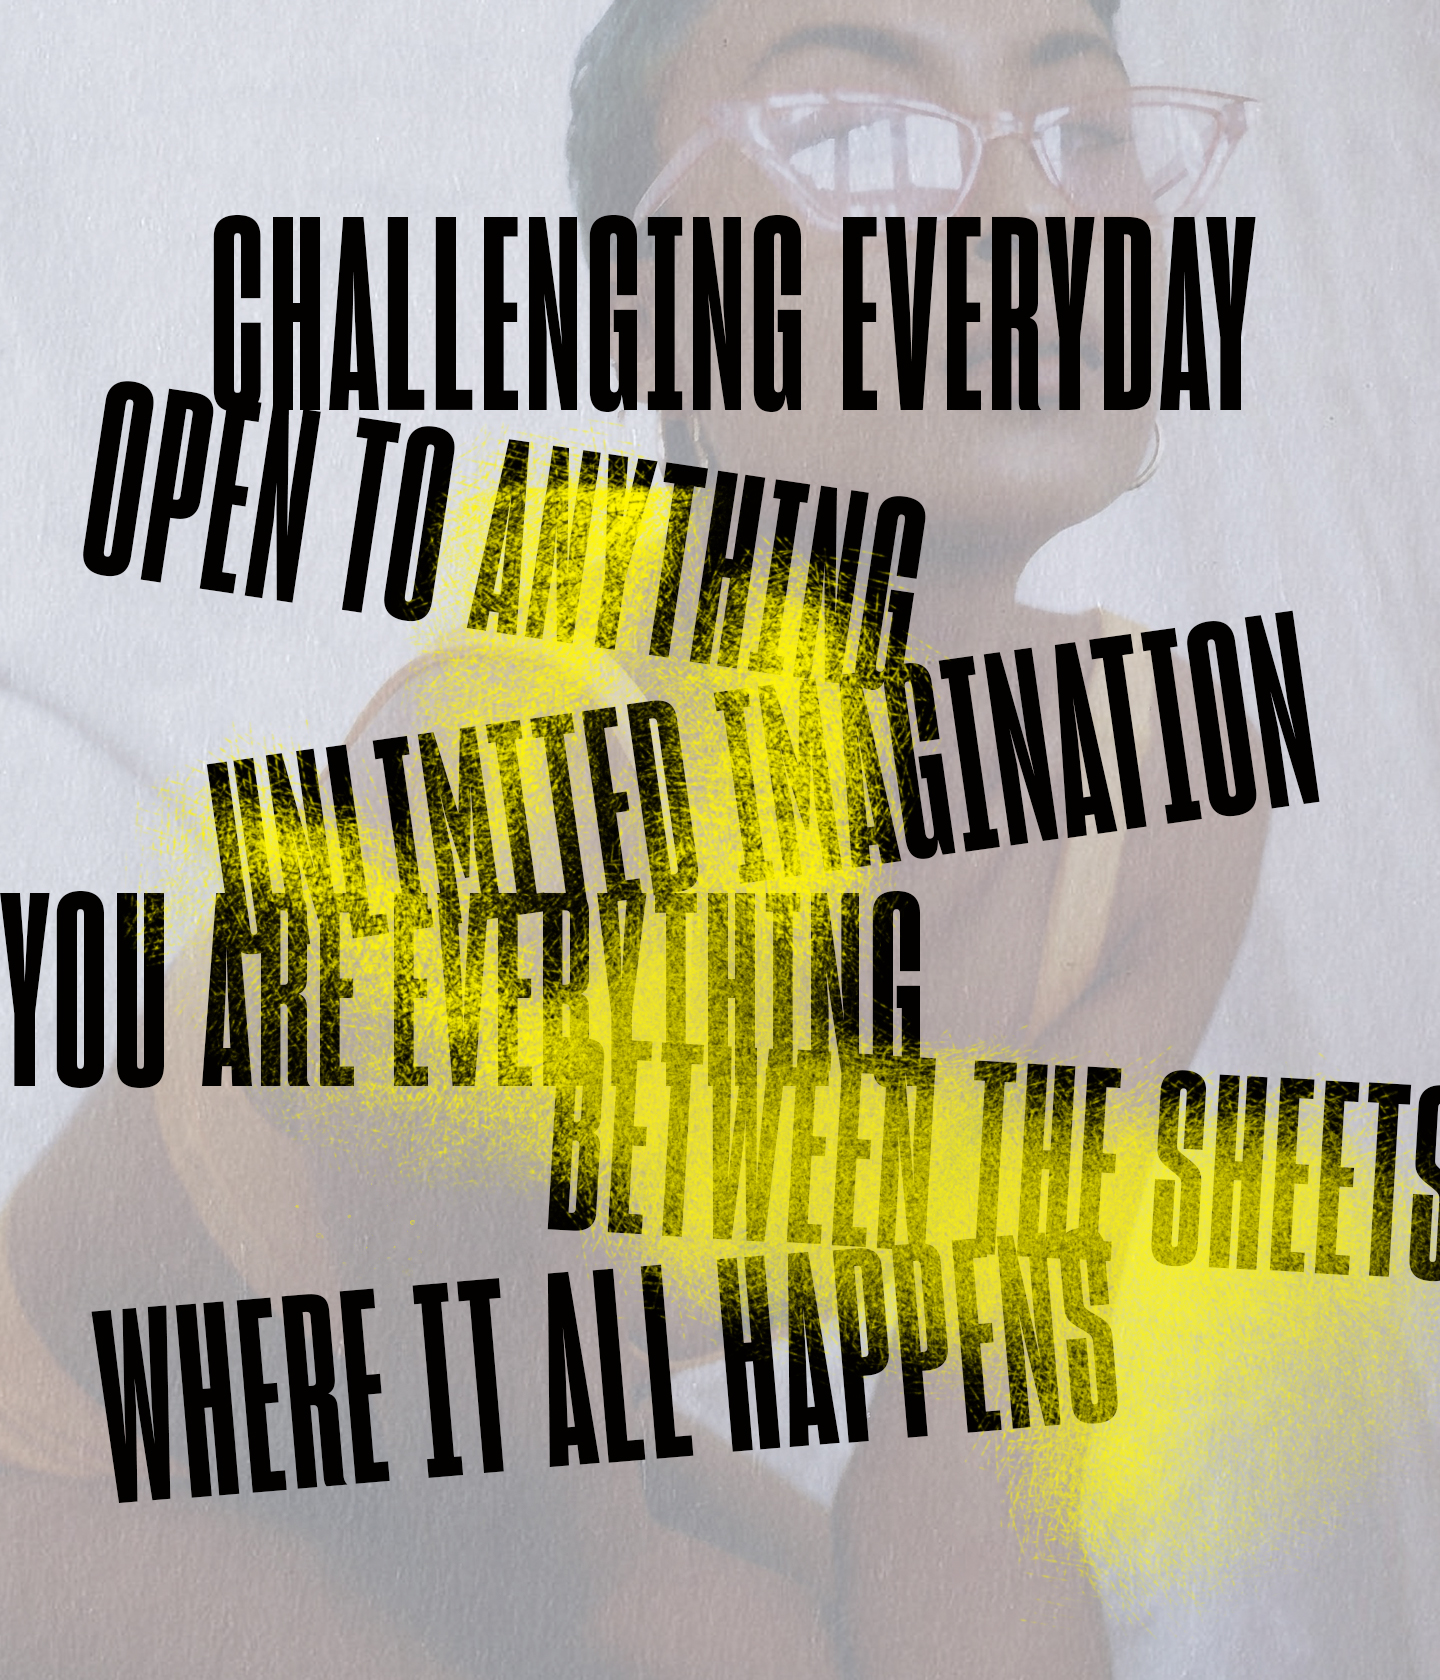 CHALLENGING EVERYDAY
OPEN TO ANYTHING
UNLIMITED IMAGINATION
YOU ARE EVERYTHING
BETWEEN THE SHEETS
WHERE IT ALL HAPPENS